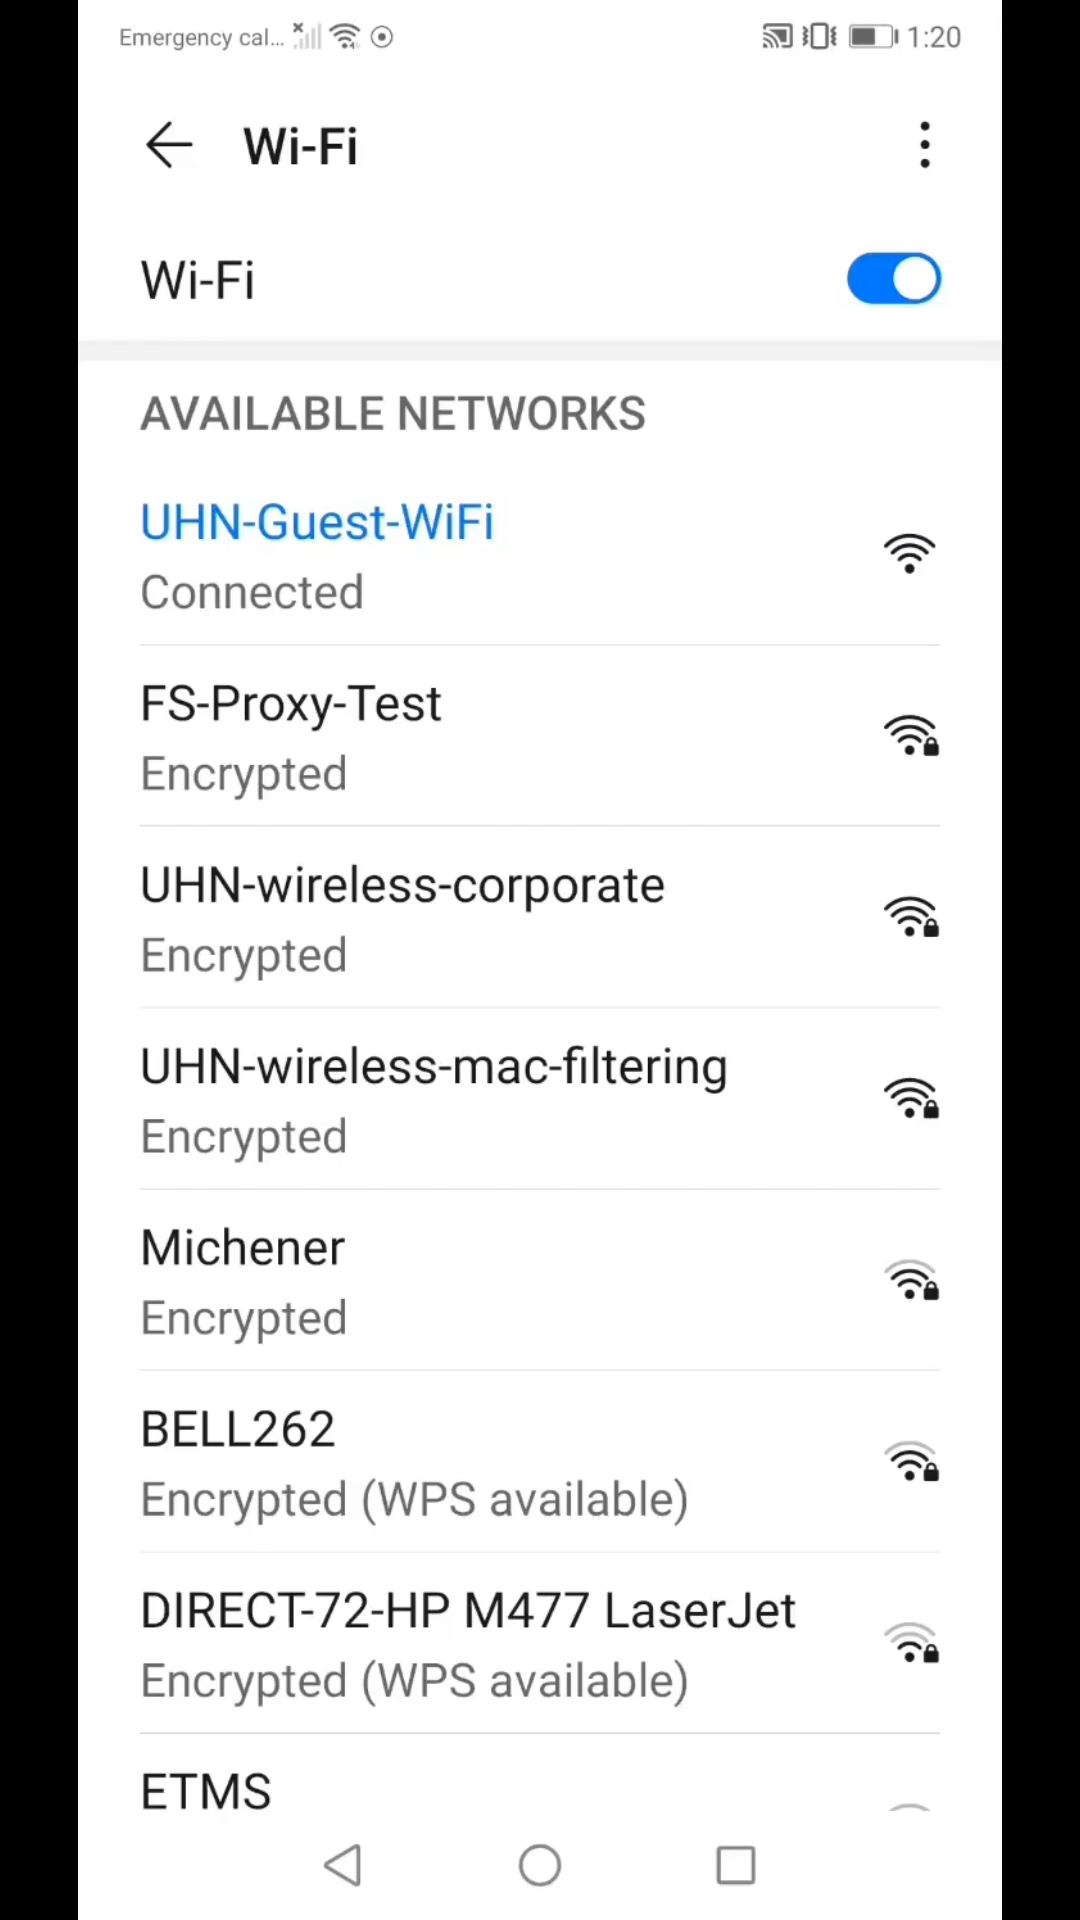 Emergency cal... 1:20
Wi-Fi
Wi-Fi
AVAILABLE NETWORKS
UHN-Guest-WiFi
Connected
FS-Proxy-Test
Encrypted
UHN-wireless-corporate
Encrypted
UHN-wireless-mac-filtering
Encrypted
Michener
Encrypted
BELL262
Encrypted (WPS available)
DIRECT-72-HP M477 LaserJet
Encrypted (WPS available)
ETMS